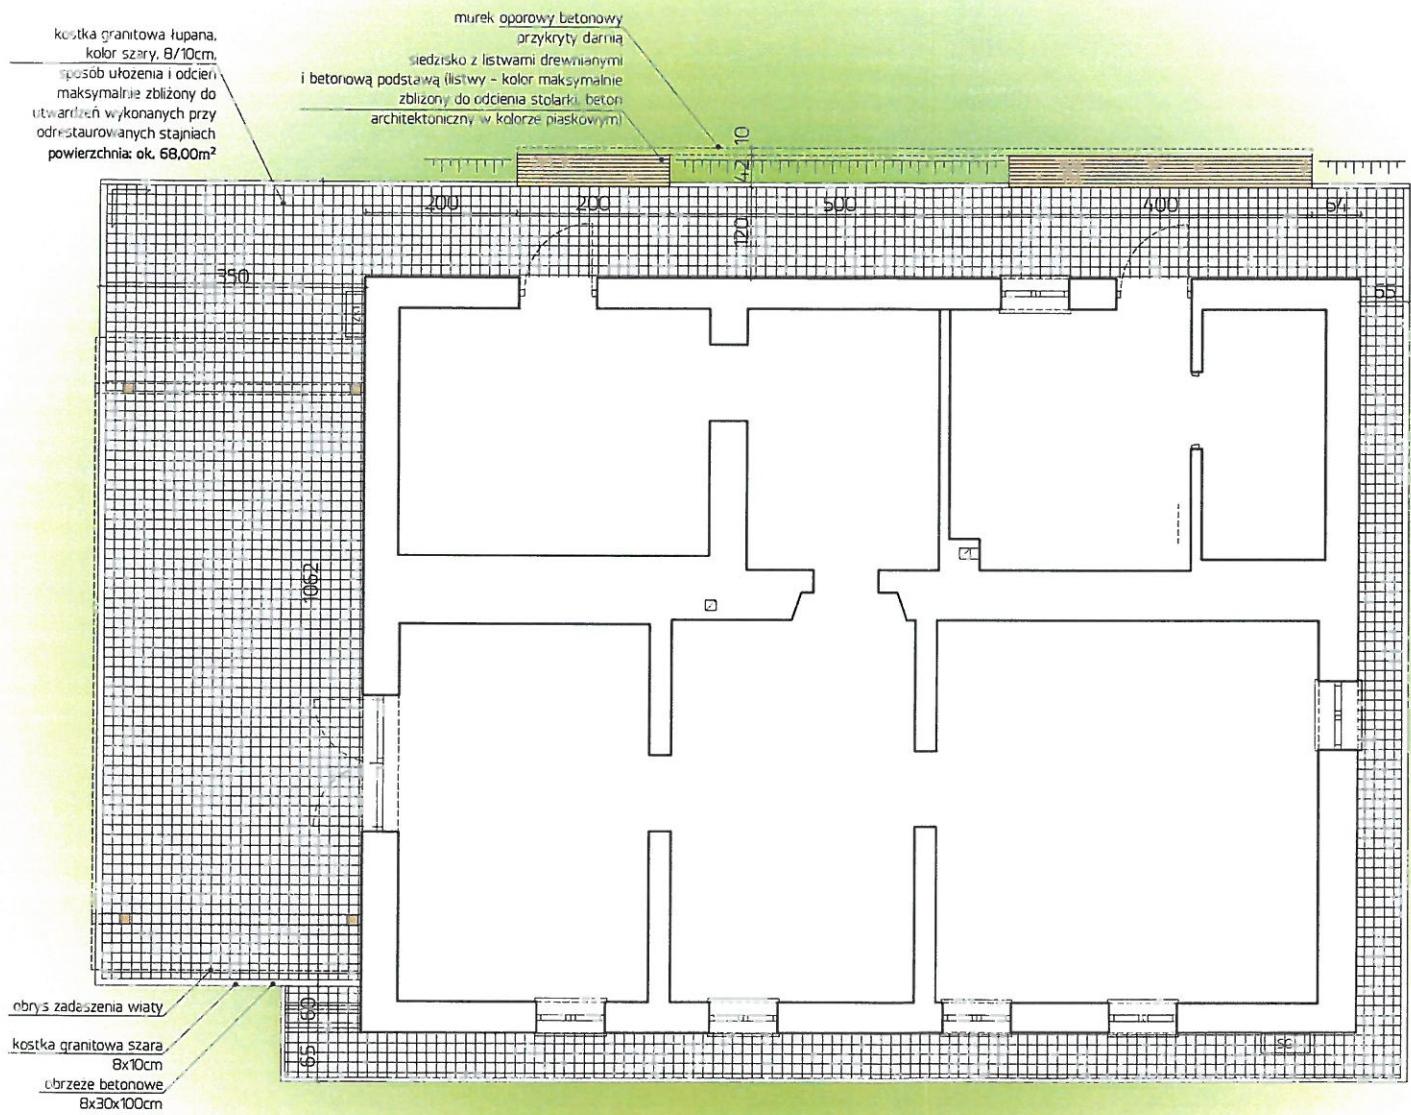 kostka granitowa łupana,
kolor szary, 8/10cm,
sposób ułożenia i odcień
maksymalnie zbliżony do
utwardzeń wykonanych przy
odrestaurowanych stajniach
powierzchnia: ok. 68,00m²
murek oporowy betonowy
przykryty darnią
siedzisko z listwami drewnianymi
i betonową podstawą (listwy - kolor maksymalnie
zbliżony do odcienia stolarki, beton
architektoniczny w kolorze piaskowym)
10
42
200
200
500
400
54
120
350
55
ZK1
1062
60
65
SG
obrys zadaszenia wiaty
kostka granitowa szara
8x10cm
obrzeże betonowe
8x30x100cm